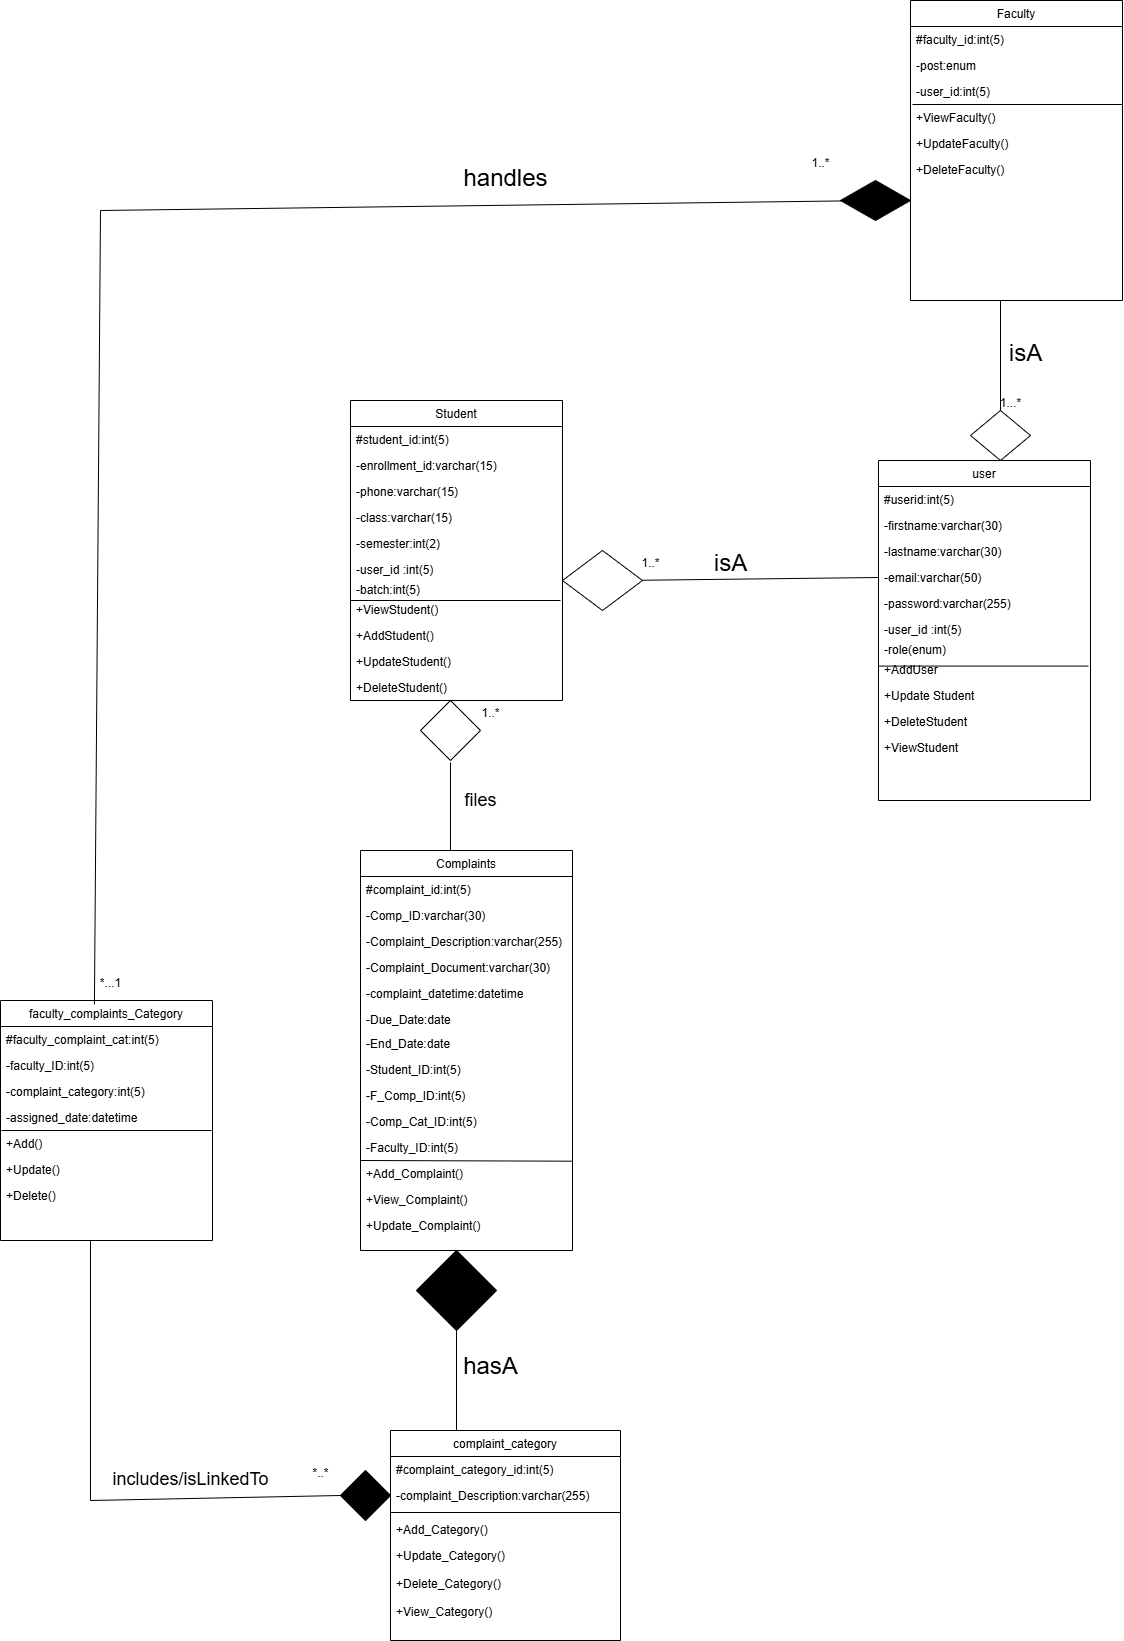 Faculty
#faculty_id:int(5)
-post:enum
-user_id:int(5)
+ViewFaculty()
+UpdateFaculty()
+DeleteFaculty()
1..*
handles
isA
1...*
Student
#student_id:int(5)
-enrollment_id:varchar(15)
-phone:varchar(15)
-class:varchar(15)
-semester:int(2)
-user_id :int(5)
-batch:int(5)
+ViewStudent()
+AddStudent()
+UpdateStudent()
+DeleteStudent()
1..*
isA
user
#userid:int(5)
-firstname:varchar(30)
-lastname:varchar(30)
-email:varchar(50)
-password:varchar(255)
-user_id :int(5)
-role(enum)
+AddUser
+Update Student
+DeleteStudent
+ViewStudent
1..*
files
Complaints
#complaint_id:int(5)
-Comp_ID:varchar(30)
-Complaint_Description:varchar(255)
-Complaint_Document:varchar(30)
-complaint_datetime:datetime
-Due_Date:date
-End_Date:date
-Student_ID:int(5)
-F_Comp_ID:int(5)
-Comp_Cat_ID:int(5)
-Faculty_ID:int(5)
+Add_Complaint()
+View_Complaint()
+Update_Complaint()
*...1
faculty_complaints_Category
#faculty_complaint_cat:int(5)
-faculty_ID:int(5)
-complaint_category:int(5)
-assigned_date:datetime
+Add()
+Update()
+Delete()
hasA
includes/isLinkedTo
*..*
complaint_category
#complaint_category_id:int(5)
-complaint_Description:varchar(255)
+Add_Category()
+Update_Category()
+Delete_Category()
+View_Category()